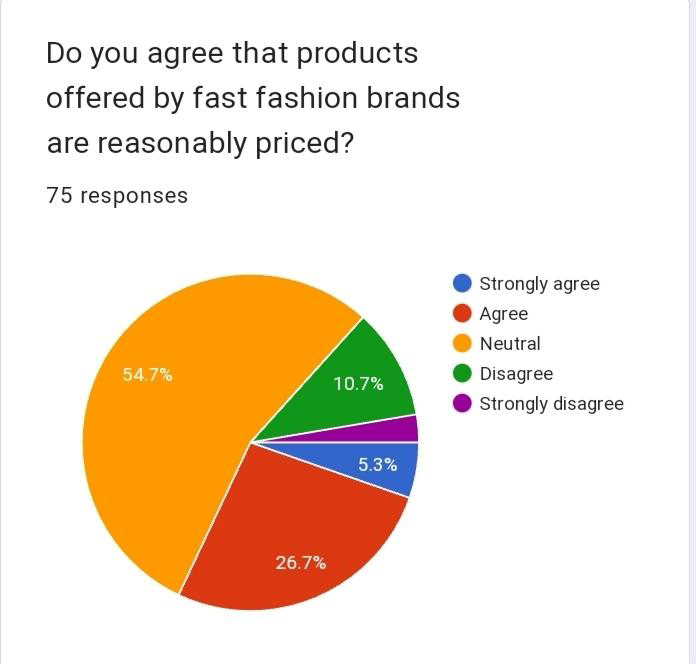 Do you agree that products
offered by fast fashion brands
are reasonably priced?
75 responses
Strongly agree
Agree
Neutral
Disagree
Strongly disagree
54.7%
10.7%
5.3%
26.7%